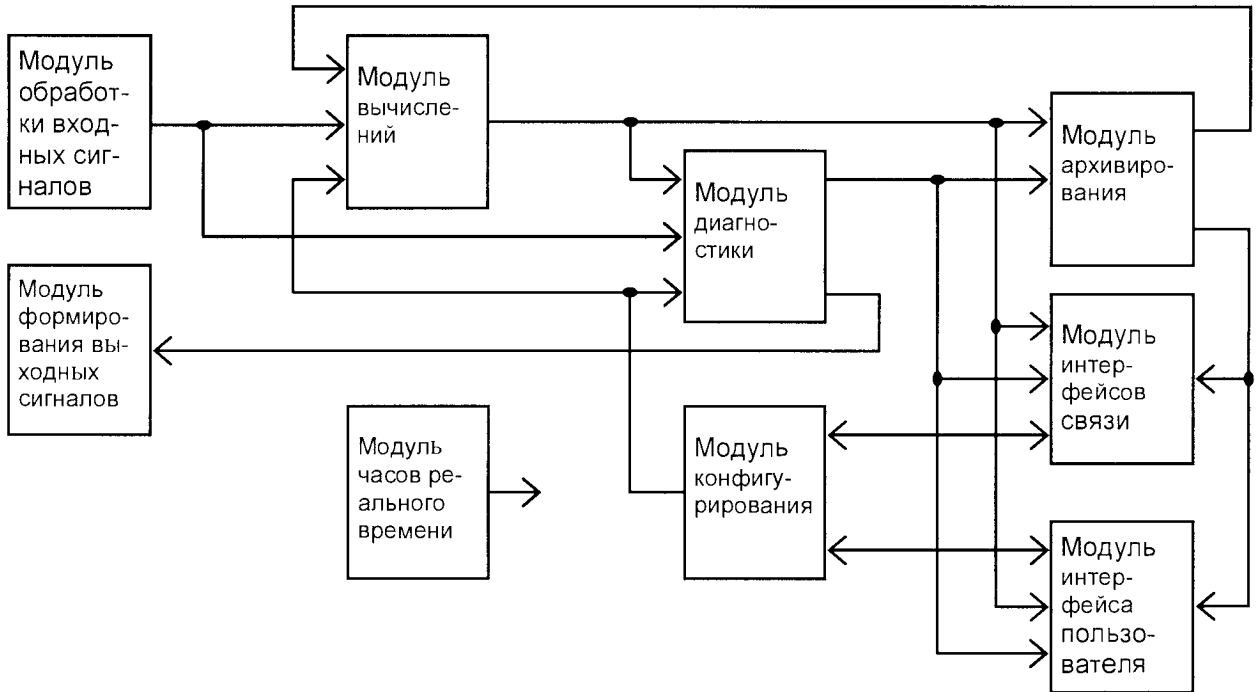 Модуль
обработ-
ки вход-
ных сиг-
налов
Модуль
вычисле-
ний
Модуль
архивиро-
вания
Модуль
диагно-
стики
Модуль
формиро-
вания вы-
ходных
сигналов
Модуль
интер-
фейсов
связи
Модуль
часов ре-
ального
времени
Модуль
конфигу-
рирования
Модуль
интер-
фейса
пользо-
вателя